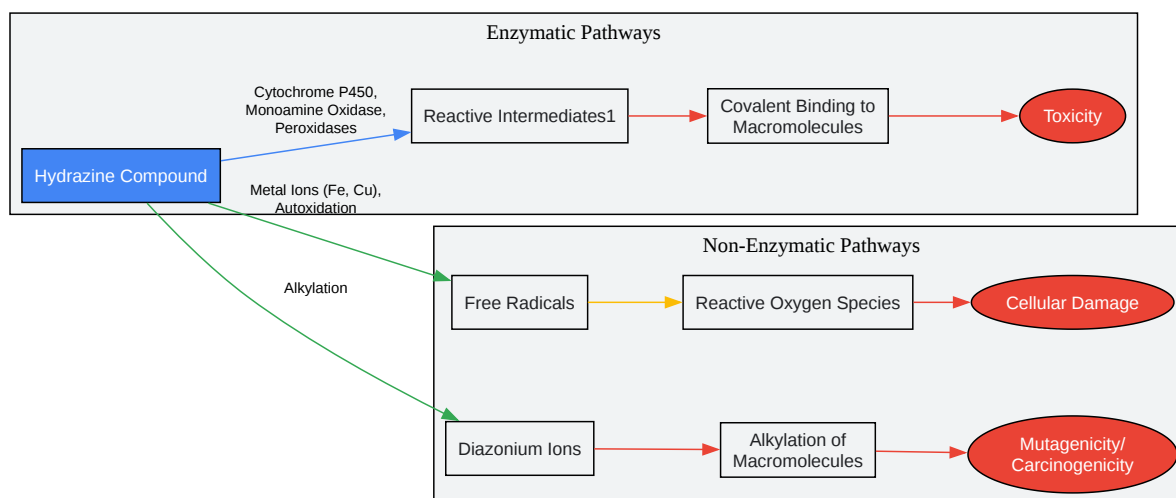 Enzymatic Pathways
Cytochrome P450,
Monoamine Oxidase,
Peroxidases
Reactive Intermediates1
Covalent Binding to
Macromolecules
Toxicity
Hydrazine Compound
Metal Ions (Fe, Cu),
Autoxidation
Non-Enzymatic Pathways
Alkylation
Free Radicals
Reactive Oxygen Species
Cellular Damage
Diazonium Ions
Alkylation of
Macromolecules
Mutagenicity/
Carcinogenicity